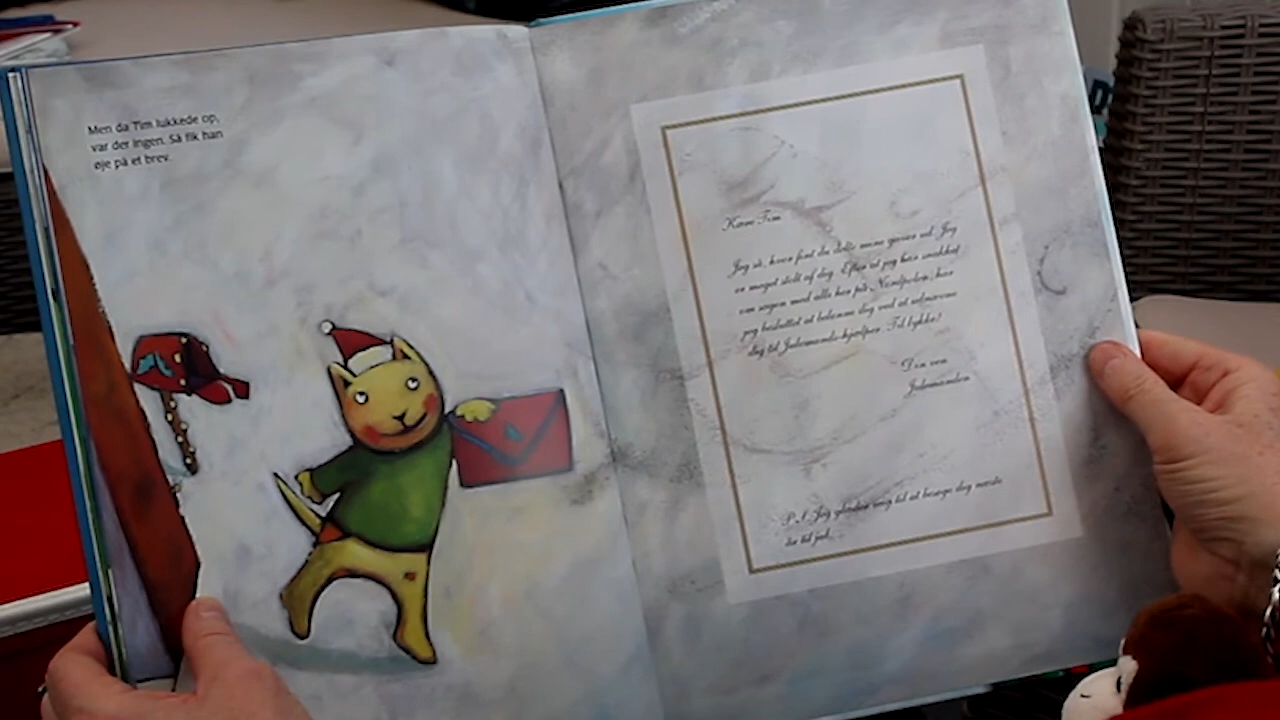 Men da Tim lukkede op,
var der ingen. Så fik han
øje på et brev.
Kære Tim
Jeg så, hvor fint du delte mine gaver ud. Jeg
er meget stolt af dig. Efter at jeg har snakket
om sagen med alle her på Nordpolen, har
jeg besluttet at belønne dig ved at udnævne
dig til Julemands-hjælper. Til lykke!
Din ven
Julemanden
P.S. Jeg glæder mig til at besøge dig næste
år til jul.